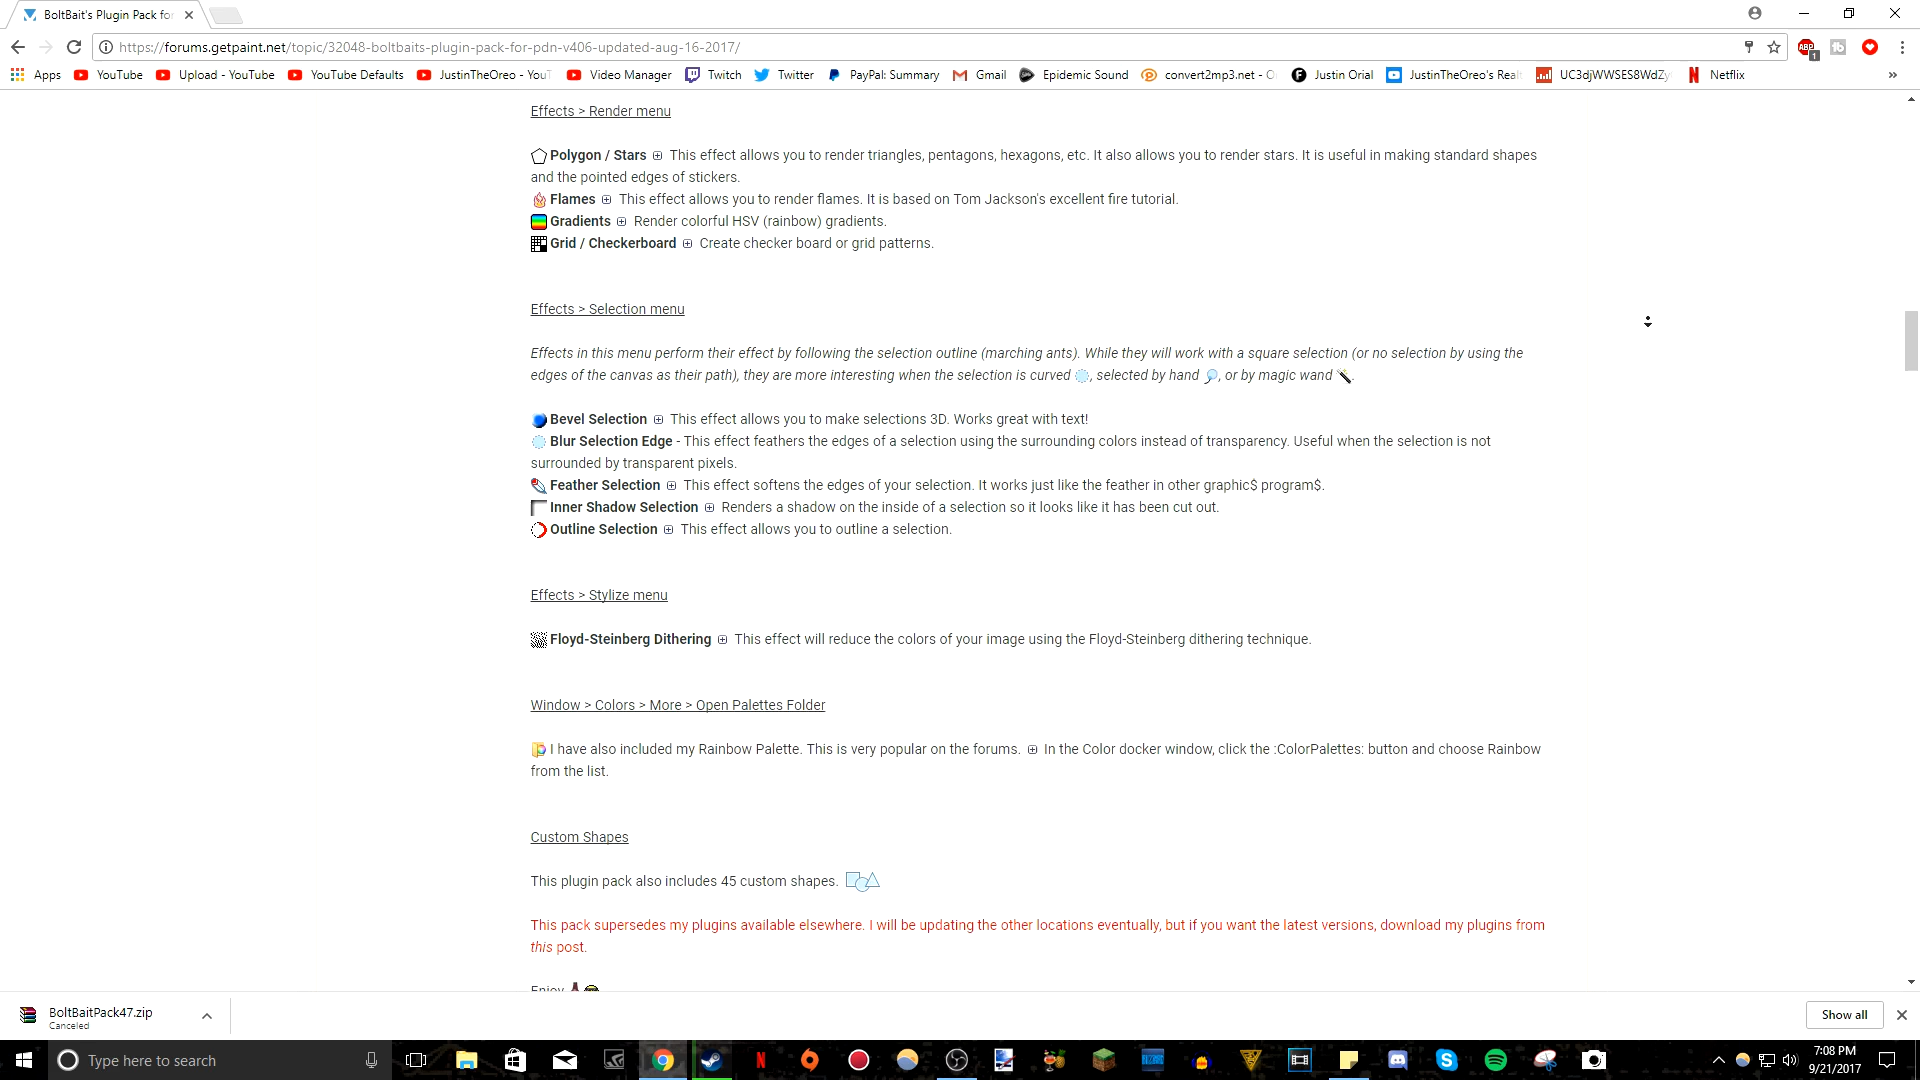 BoltBait's Plugin Pack fo
https://forums.getpaint.net/topic/32048-boltbaits-plugin-pack-for-pdn-v406-updated-aug-16-2017/
ABP 1
Apps YouTube Upload - YouTube YouTube Defaults JustinTheOreo - YouT Video Manager Twitch Twitter PayPal: Summary Gmail Epidemic Sound convert2mp3.net - O Justin Orial JustinTheOreo's Real UC3djWWSES8WdZy Netflix »
Effects > Render menu
Polygon / Stars This effect allows you to render triangles, pentagons, hexagons, etc. It also allows you to render stars. It is useful in making standard shapes
and the pointed edges of stickers.
Flames This effect allows you to render flames. It is based on Tom Jackson's excellent fire tutorial.
Gradients Render colorful HSV (rainbow) gradients.
Grid / Checkerboard Create checker board or grid patterns.
Effects > Selection menu
Effects in this menu perform their effect by following the selection outline (marching ants). While they will work with a square selection (or no selection by using the
edges of the canvas as their path), they are more interesting when the selection is curved , selected by hand , or by magic wand .
Bevel Selection This effect allows you to make selections 3D. Works great with text!
Blur Selection Edge - This effect feathers the edges of a selection using the surrounding colors instead of transparency. Useful when the selection is not
surrounded by transparent pixels.
Feather Selection This effect softens the edges of your selection. It works just like the feather in other graphic$ program$.
Inner Shadow Selection Renders a shadow on the inside of a selection so it looks like it has been cut out.
Outline Selection This effect allows you to outline a selection.
Effects > Stylize menu
Floyd-Steinberg Dithering This effect will reduce the colors of your image using the Floyd-Steinberg dithering technique.
Window > Colors > More > Open Palettes Folder
I have also included my Rainbow Palette. This is very popular on the forums. In the Color docker window, click the :ColorPalettes: button and choose Rainbow
from the list.
Custom Shapes
This plugin pack also includes 45 custom shapes.
This pack supersedes my plugins available elsewhere. I will be updating the other locations eventually, but if you want the latest versions, download my plugins from
this post.
Enjoy
BoltBaitPack47.zip
Canceled
Show all
Type here to search
7:08 PM
9/21/2017